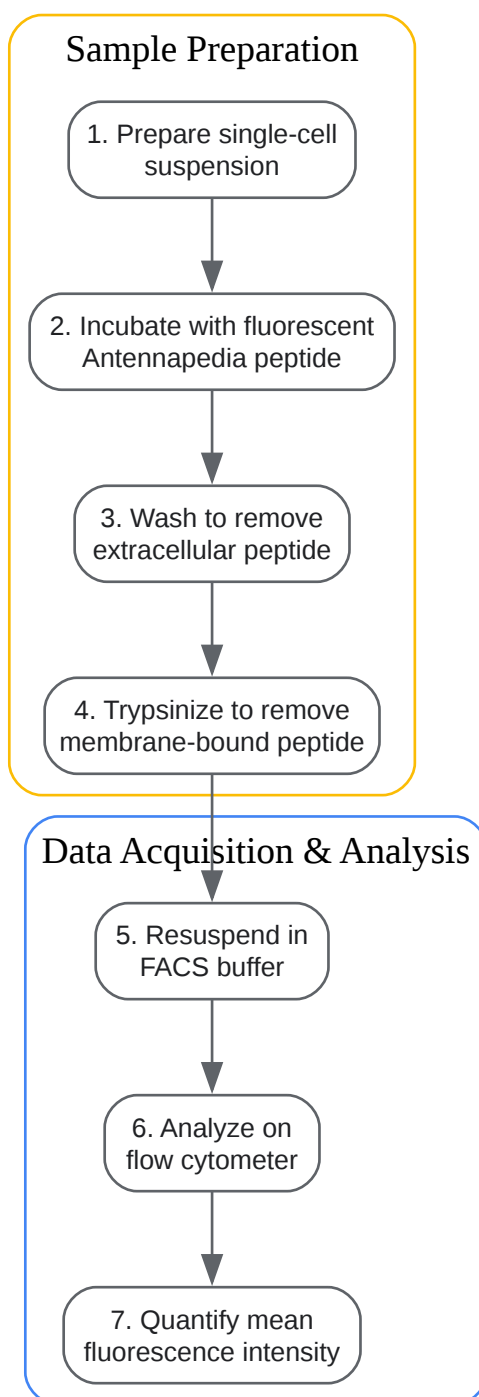 Sample Preparation
1. Prepare single-cell
suspension
2. Incubate with fluorescent
Antennapedia peptide
3. Wash to remove
extracellular peptide
4. Trypsinize to remove
membrane-bound peptide
Data Acquisition & Analysis
5. Resuspend in
FACS buffer
6. Analyze on
flow cytometer
7. Quantify mean
fluorescence intensity